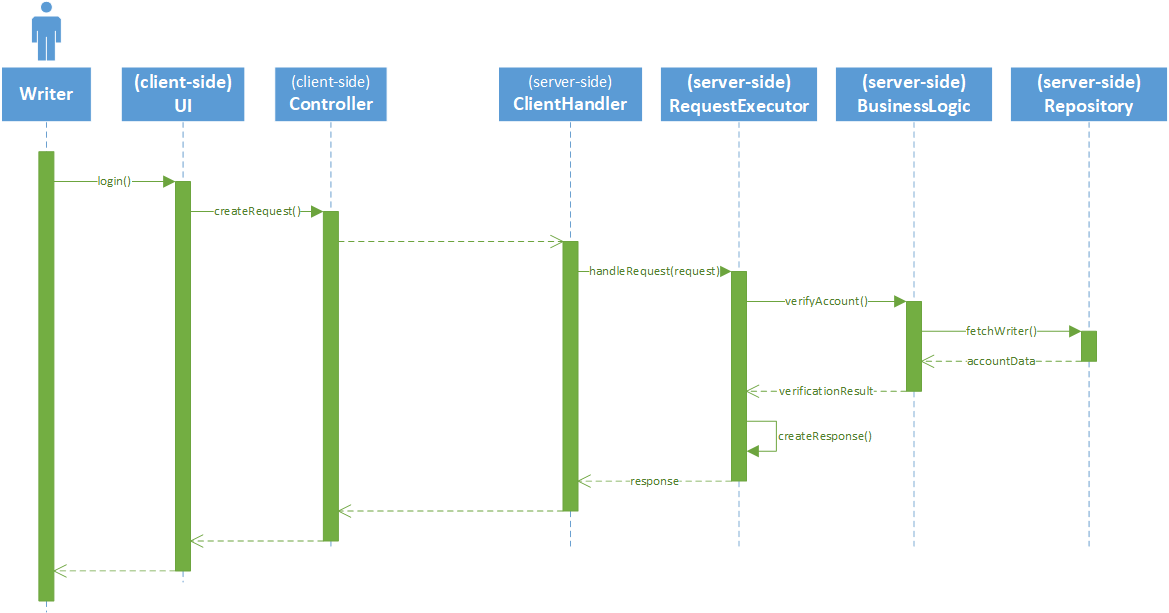 Writer
(client-side)
UI
(client-side)
Controller
(server-side)
ClientHandler
(server-side)
RequestExecutor
(server-side)
BusinessLogic
(server-side)
Repository
login()
createRequest()
handleRequest(request)
verifyAccount()
fetchWriter()
accountData
verificationResult
createResponse()
response